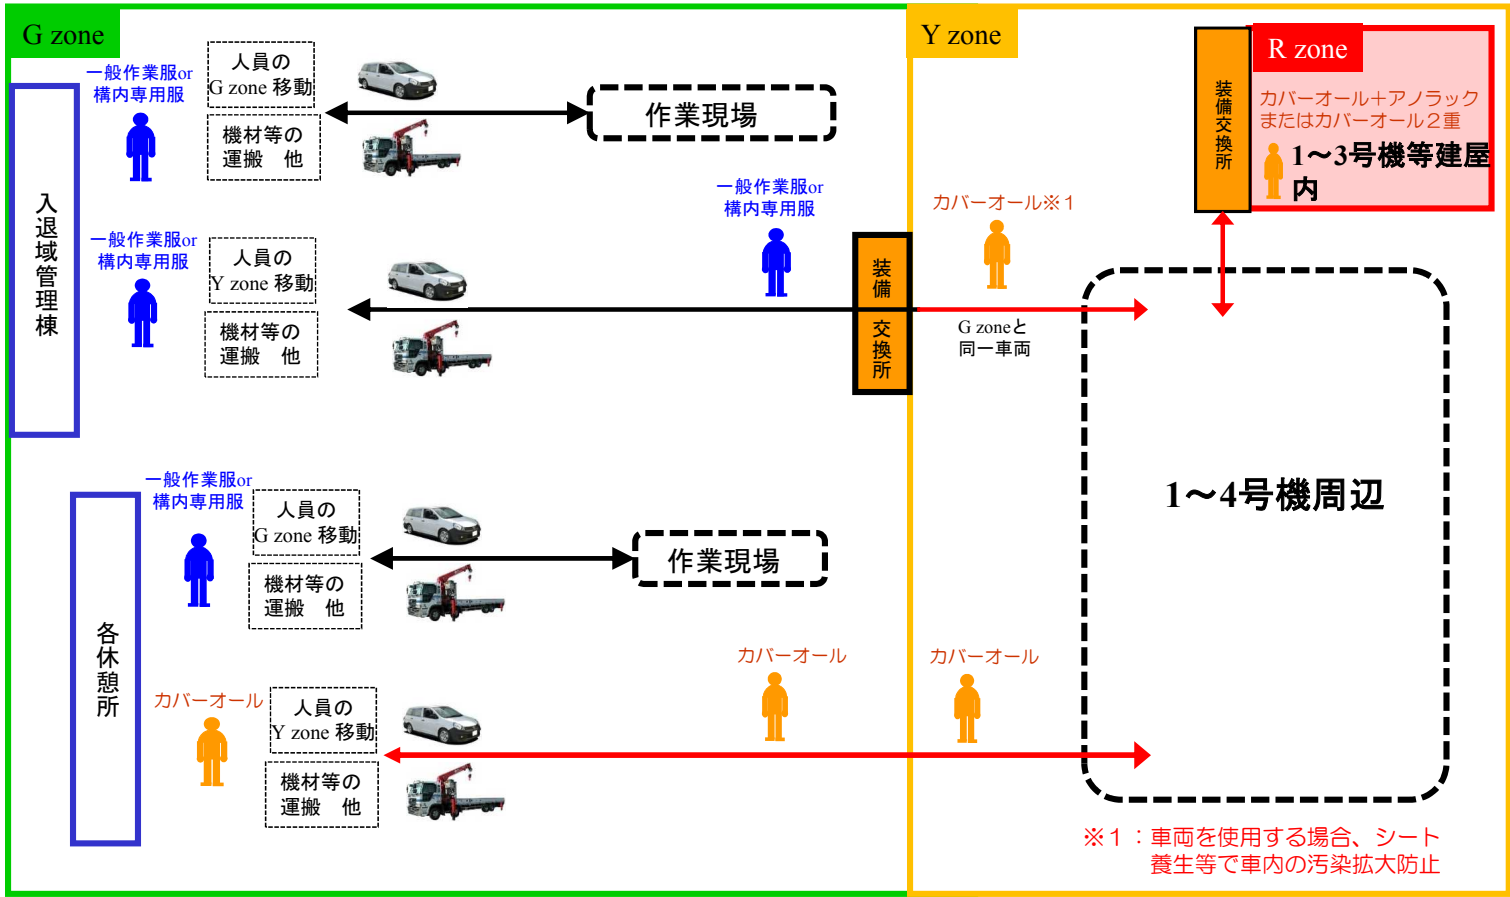 G zone
Y zone
R zone
一般作業服or
構内専用服
人員の
G zone 移動
機材等の
運搬　他
作業現場
装備交換所
カバーオール＋アノラック
またはカバーオール２重
1～3号機等建屋
内
入退域管理棟
一般作業服or
構内専用服
人員の
Y zone 移動
機材等の
運搬　他
一般作業服or
構内専用服
装備
交換所
カバーオール※１
G zoneと
同一車両
1～4号機周辺
各休憩所
一般作業服or
構内専用服
人員の
G zone 移動
機材等の
運搬　他
作業現場
カバーオール
人員の
Y zone 移動
機材等の
運搬　他
カバーオール
カバーオール
※１：車両を使用する場合、シート
養生等で車内の汚染拡大防止